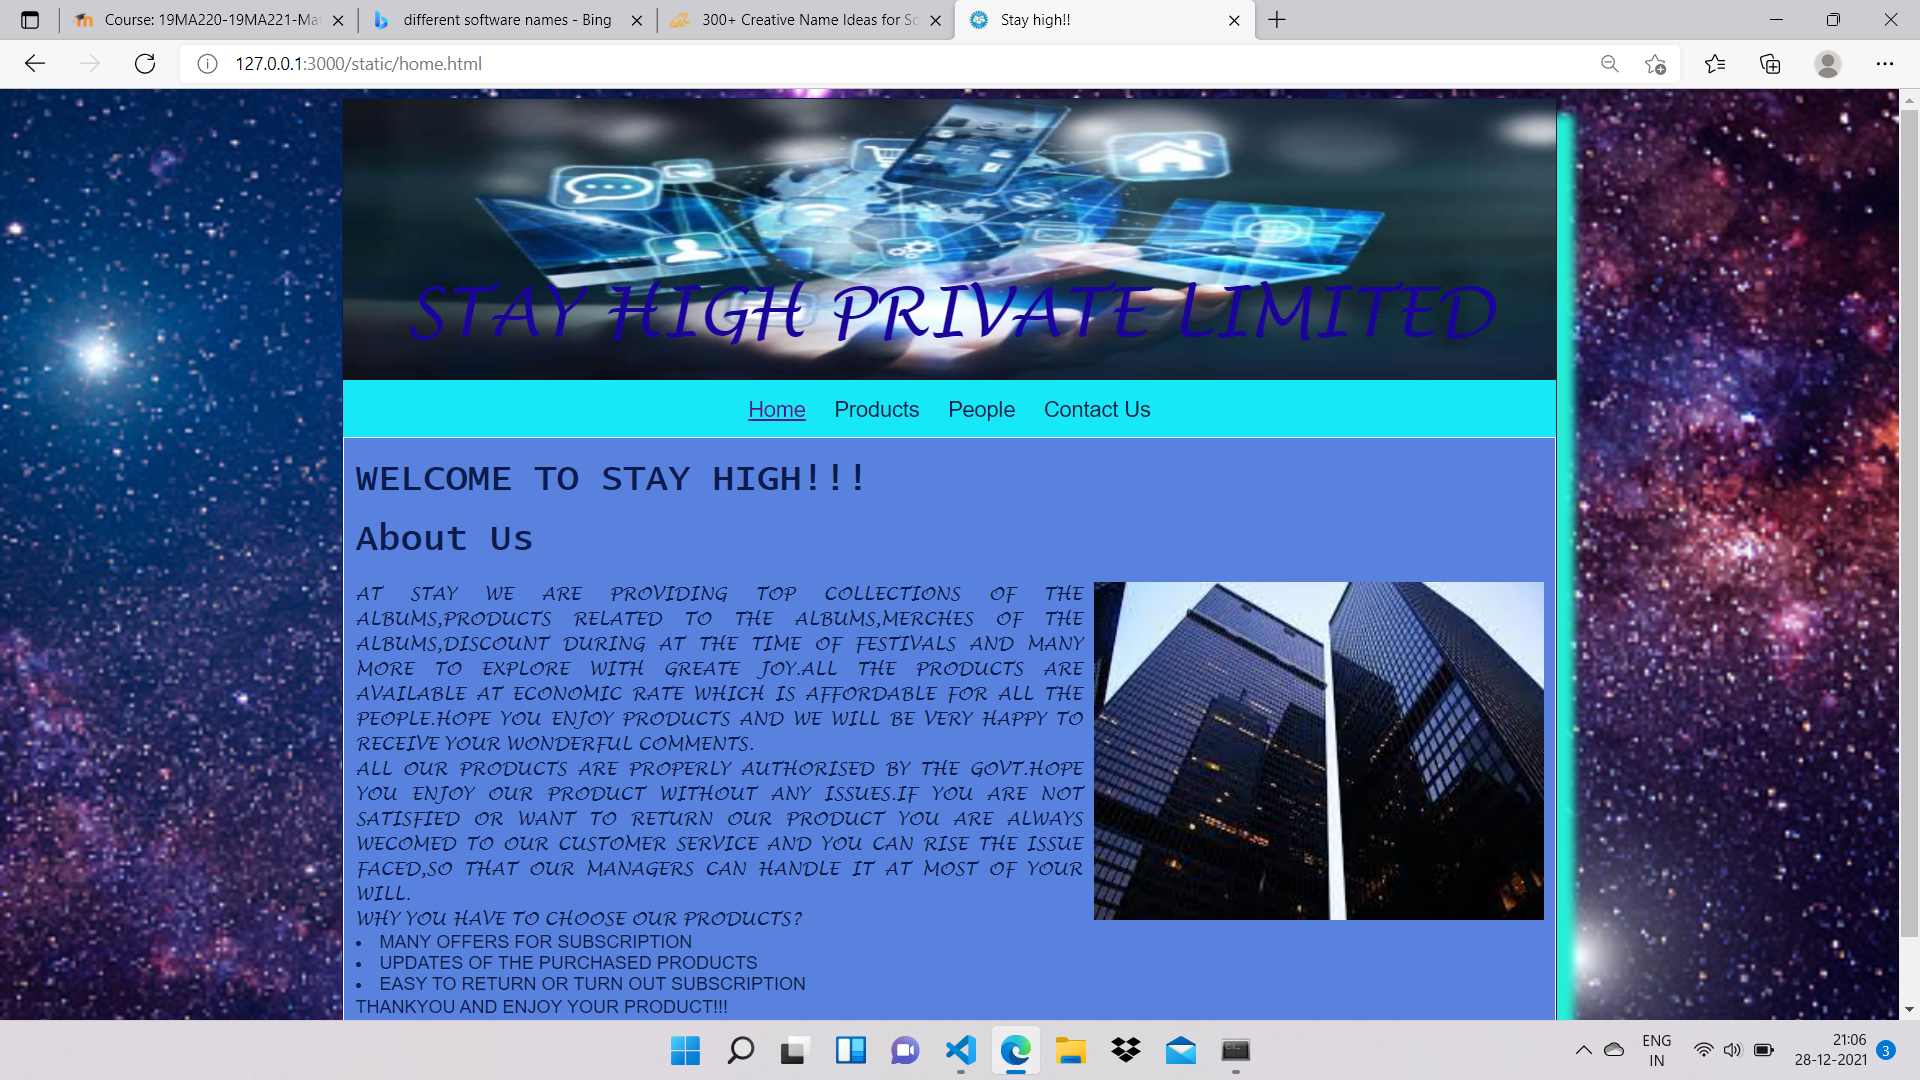 Course: 19MA220-19MA221-Ma
different software names - Bing
300+ Creative Name Ideas for So
Stay high!!
127.0.0.1:3000/static/home.html
STAY HIGH PRIVATE LIMITED
Home Products People Contact Us
WELCOME TO STAY HIGH!!!
About Us
AT STAY WE ARE PROVIDING TOP COLLECTIONS OF THE
ALBUMS,PRODUCTS RELATED TO THE ALBUMS,MERCHES OF THE
ALBUMS,DISCOUNT DURING AT THE TIME OF FESTIVALS AND MANY
MORE TO EXPLORE WITH GREATE JOY.ALL THE PRODUCTS ARE
AVAILABLE AT ECONOMIC RATE WHICH IS AFFORDABLE FOR ALL THE
PEOPLE.HOPE YOU ENJOY PRODUCTS AND WE WILL BE VERY HAPPY TO
RECEIVE YOUR WONDERFUL COMMENTS.
ALL OUR PRODUCTS ARE PROPERLY AUTHORISED BY THE GOVT.HOPE
YOU ENJOY OUR PRODUCT WITHOUT ANY ISSUES.IF YOU ARE NOT
SATISFIED OR WANT TO RETURN OUR PRODUCT YOU ARE ALWAYS
WECOMED TO OUR CUSTOMER SERVICE AND YOU CAN RISE THE ISSUE
FACED,SO THAT OUR MANAGERS CAN HANDLE IT AT MOST OF YOUR
WILL.
WHY YOU HAVE TO CHOOSE OUR PRODUCTS?
• MANY OFFERS FOR SUBSCRIPTION
• UPDATES OF THE PURCHASED PRODUCTS
• EASY TO RETURN OR TURN OUT SUBSCRIPTION
THANKYOU AND ENJOY YOUR PRODUCT!!!
ENG
IN
21:06
28-12-2021
3